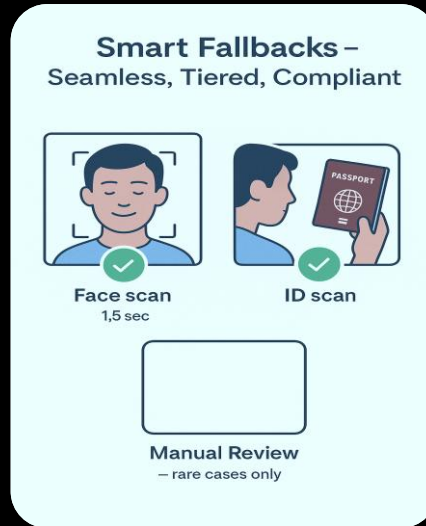 Smart Fallbacks –
Seamless, Tiered, Compliant
PASSPORT
Face scan
1,5 sec
ID scan
Manual Review
– rare cases only